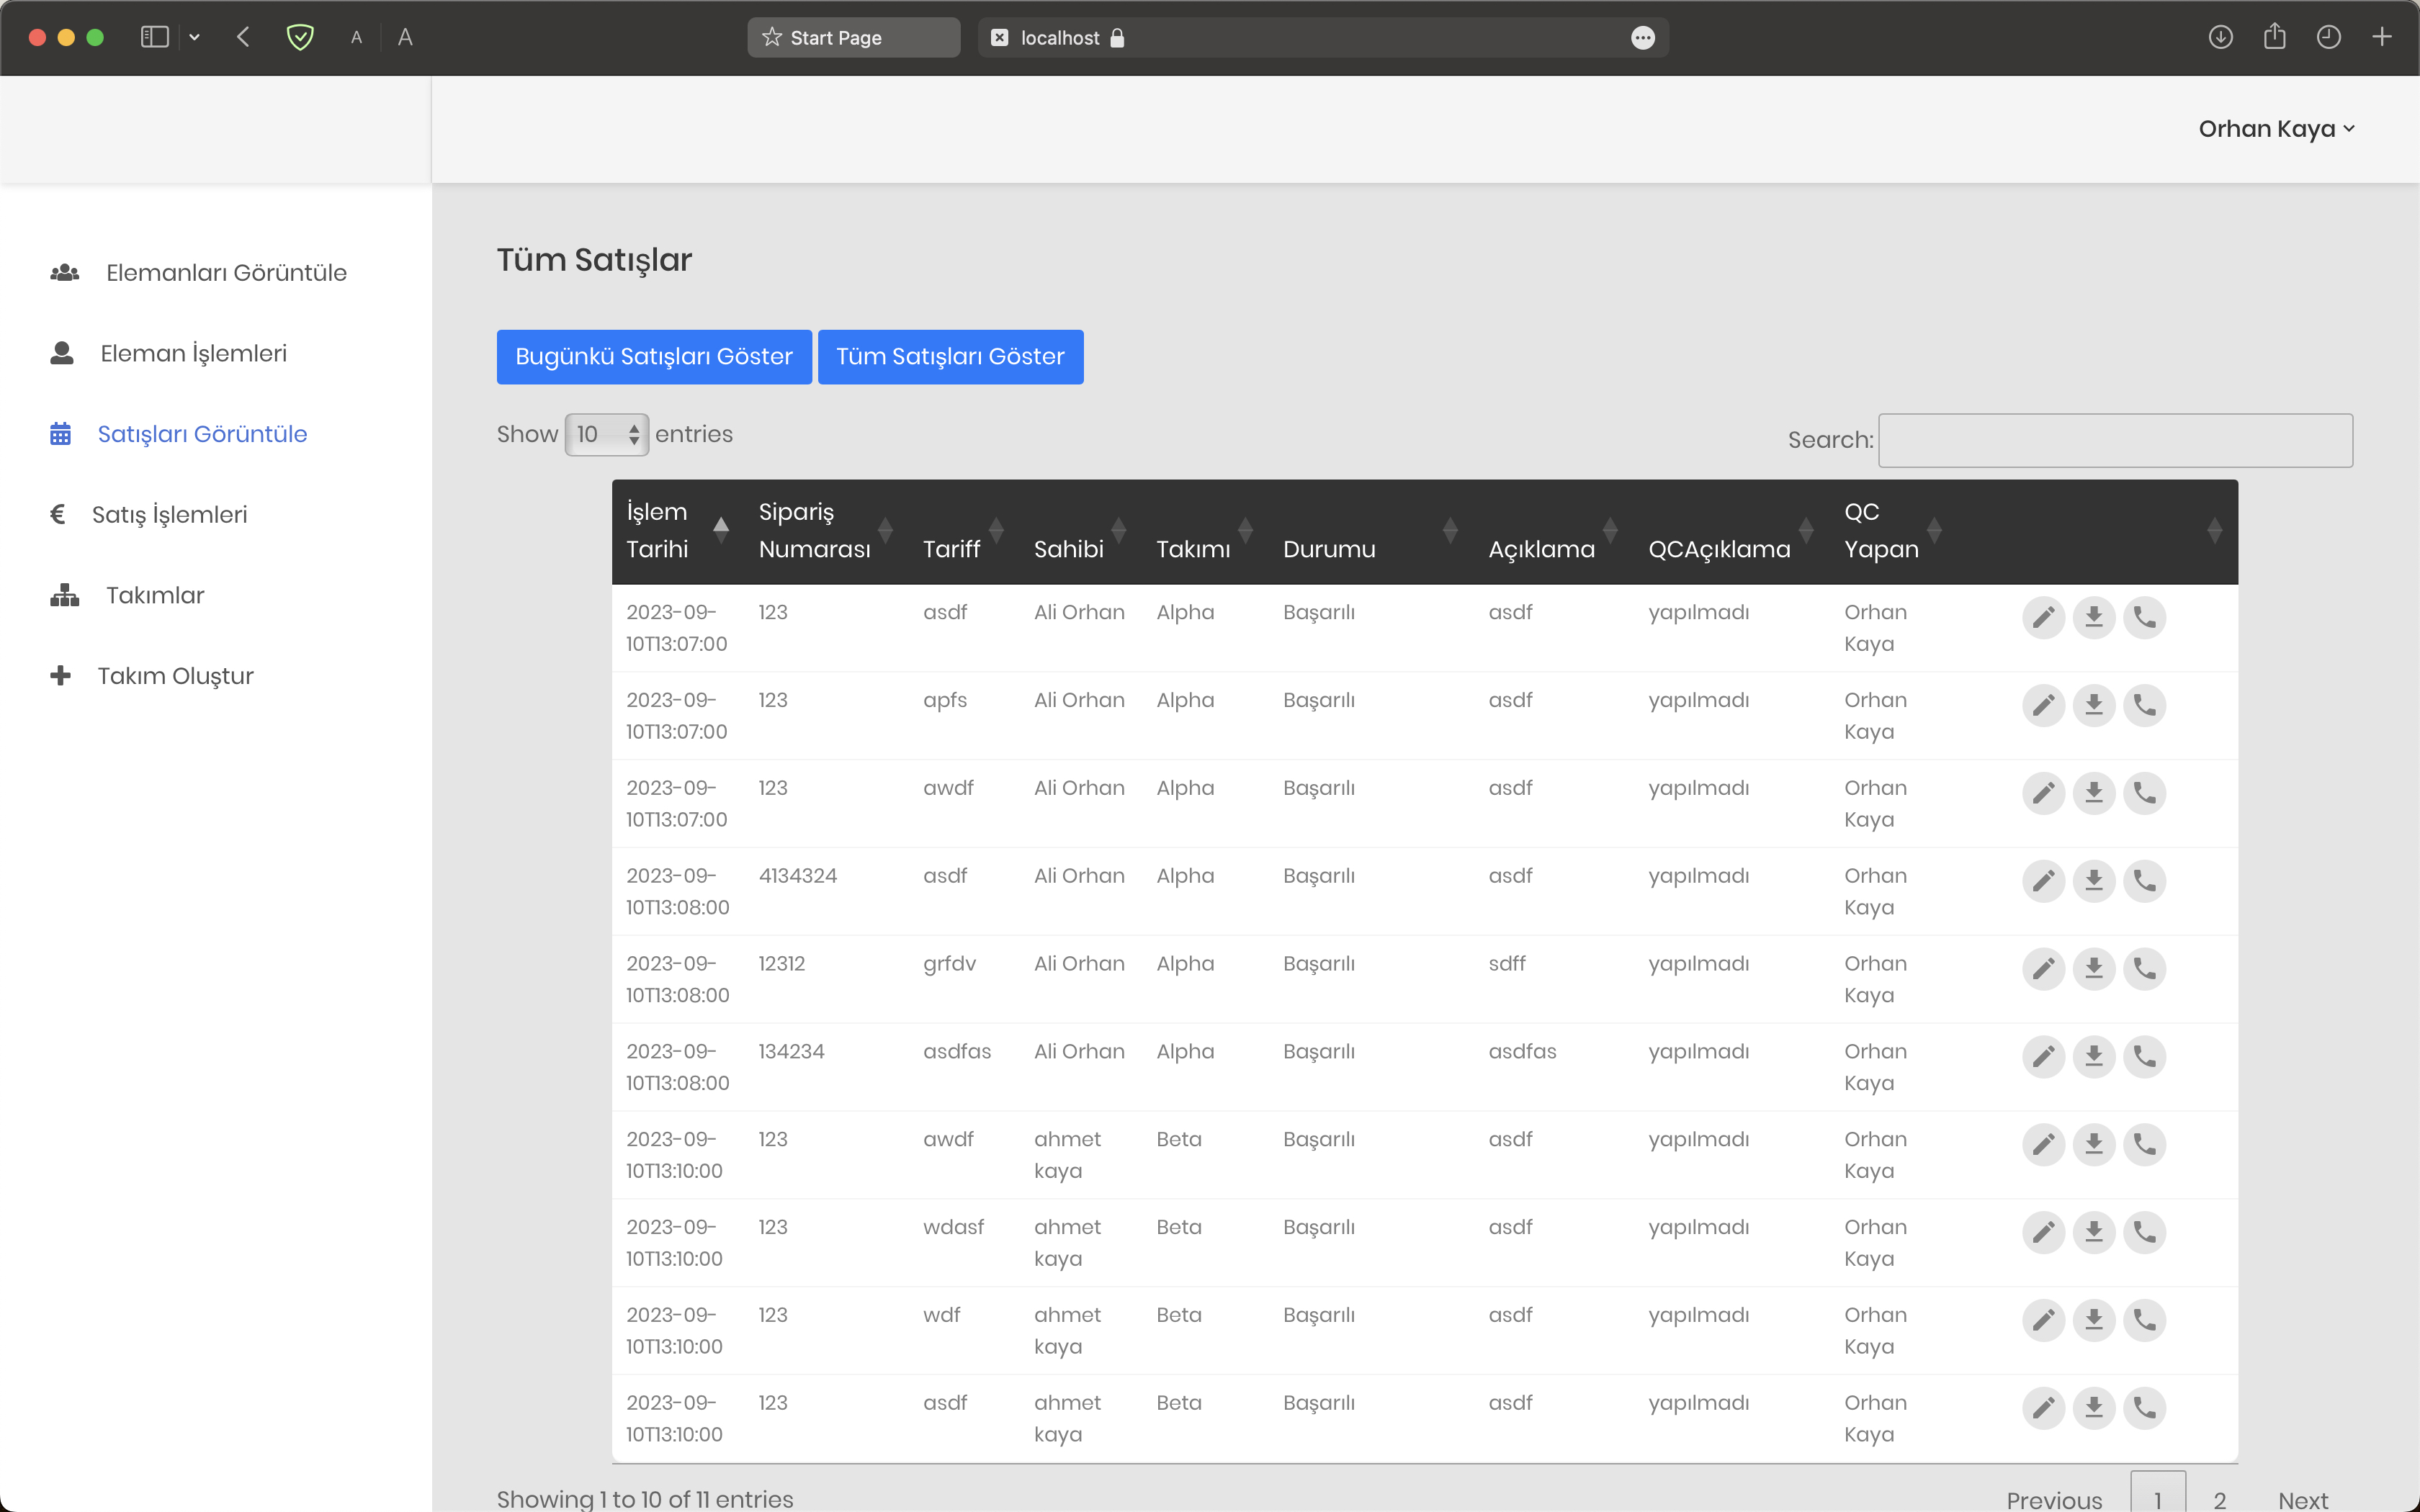 A A Start Page localhost
Orhan Kaya
Elemanları Görüntüle
Eleman İşlemleri
Satışları Görüntüle
€ Satış İşlemleri
Takımlar
Takım Oluştur
Tüm Satışlar
Bugünkü Satışları Göster Tüm Satışları Göster
Show 10 entries Search:
İşlem Sipariş QC
Tarihi Numarası Tariff Sahibi Takımı Durumu Açıklama QCAçıklama Yapan
2023-09- 123 asdf Ali Orhan Alpha Başarılı asdf yapılmadı Orhan
10T13:07:00 Kaya
2023-09- 123 apfs Ali Orhan Alpha Başarılı asdf yapılmadı Orhan
10T13:07:00 Kaya
2023-09- 123 awdf Ali Orhan Alpha Başarılı asdf yapılmadı Orhan
10T13:07:00 Kaya
2023-09- 4134324 asdf Ali Orhan Alpha Başarılı asdf yapılmadı Orhan
10T13:08:00 Kaya
2023-09- 12312 grfdv Ali Orhan Alpha Başarılı sdff yapılmadı Orhan
10T13:08:00 Kaya
2023-09- 134234 asdfas Ali Orhan Alpha Başarılı asdfas yapılmadı Orhan
10T13:08:00 Kaya
2023-09- 123 awdf ahmet Beta Başarılı asdf yapılmadı Orhan
10T13:10:00 kaya Kaya
2023-09- 123 wdasf ahmet Beta Başarılı asdf yapılmadı Orhan
10T13:10:00 kaya Kaya
2023-09- 123 wdf ahmet Beta Başarılı asdf yapılmadı Orhan
10T13:10:00 kaya Kaya
2023-09- 123 asdf ahmet Beta Başarılı asdf yapılmadı Orhan
10T13:10:00 kaya Kaya
Showing 1 to 10 of 11 entries Previous 1 2 Next